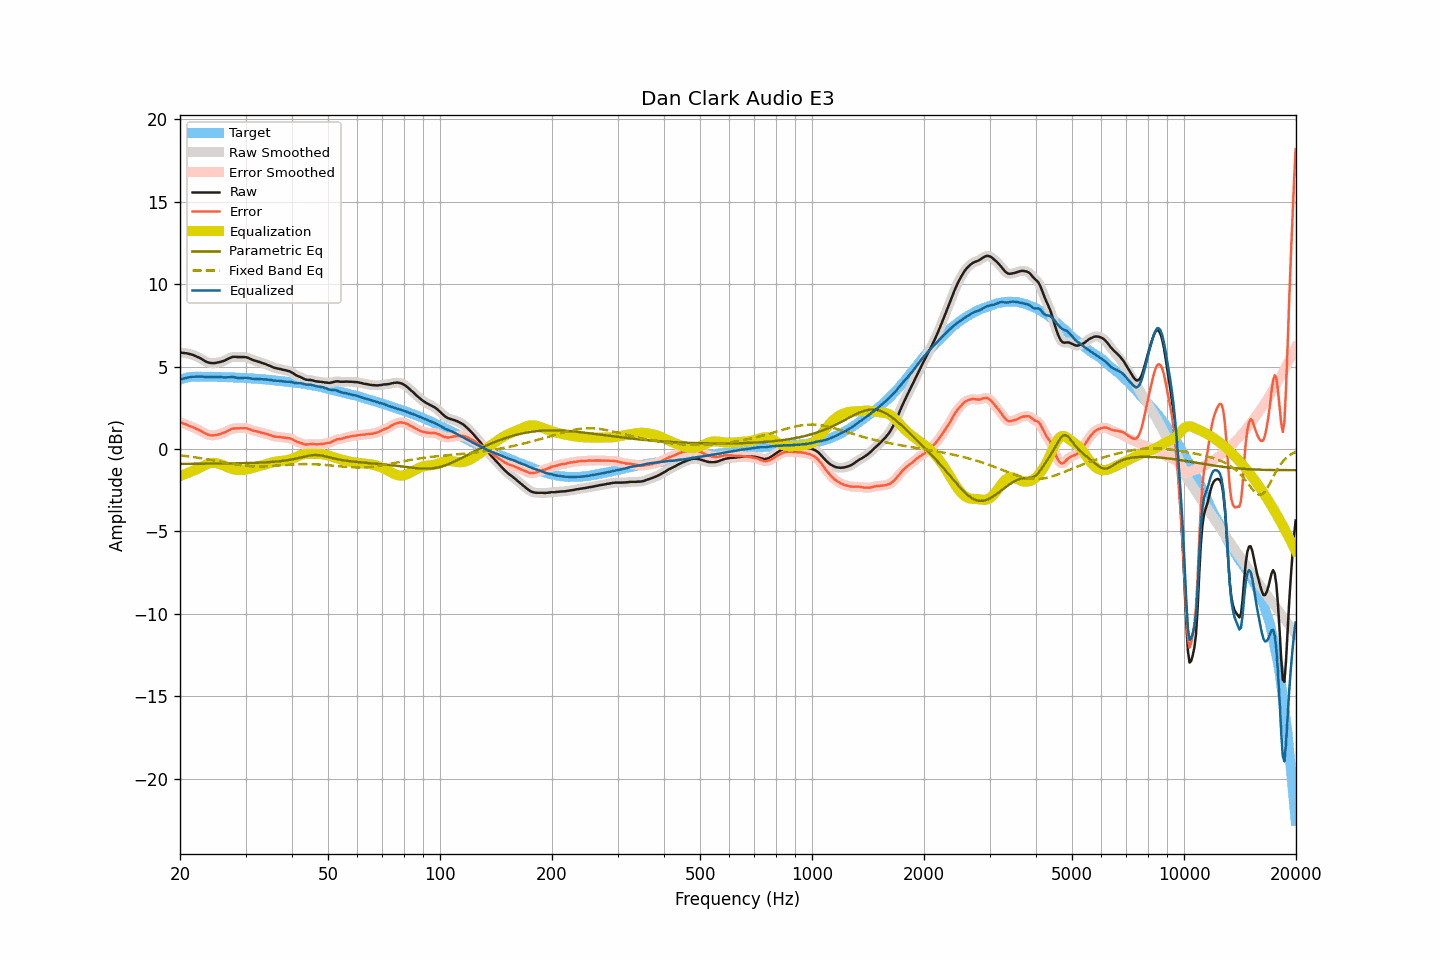 Dan Clark Audio E3
20
15
10
5
0
−5
−10
−15
−20
Amplitude (dBr)
Target
Raw Smoothed
Error Smoothed
Raw
Error
Equalization
Parametric Eq
Fixed Band Eq
Equalized
20 50 100 200 500 1000 2000 5000 10000 20000
Frequency (Hz)